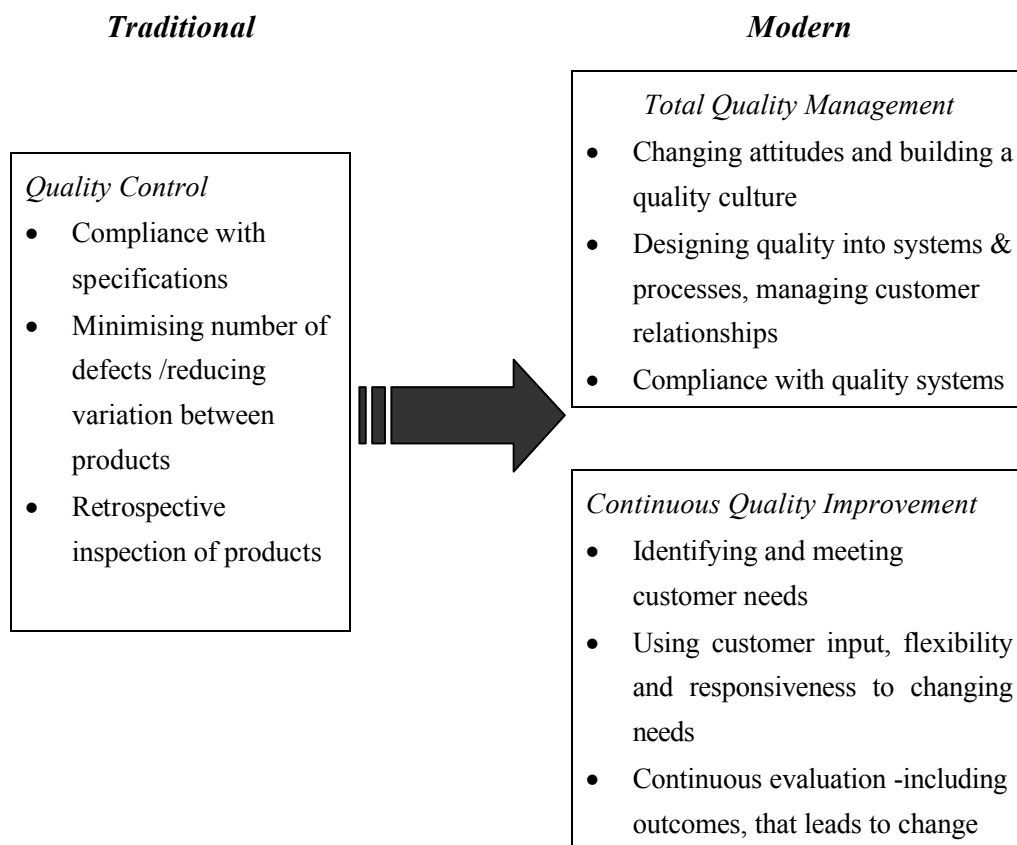 Traditional
Modern
Quality Control
• Compliance with
specifications
• Minimising number of
defects /reducing
variation between
products
• Retrospective
inspection of products
Total Quality Management
• Changing attitudes and building a
quality culture
• Designing quality into systems &
processes, managing customer
relationships
• Compliance with quality systems
Continuous Quality Improvement
• Identifying and meeting
customer needs
• Using customer input, flexibility
and responsiveness to changing
needs
• Continuous evaluation -including
outcomes, that leads to change